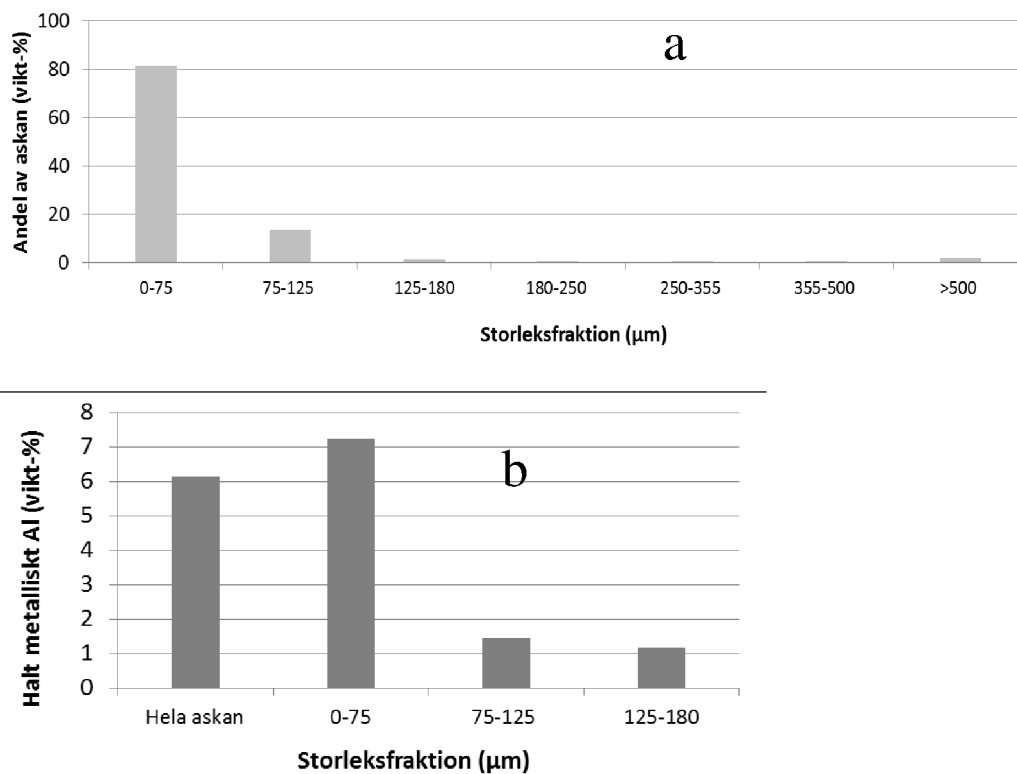 a
Andel av askan (vikt-%)
100
80
60
40
20
0
0-75 75-125 125-180 180-250 250-355 355-500 >500
Storleksfraktion (µm)
b
Halt metalliskt Al (vikt-%)
8
7
6
5
4
3
2
1
0
Hela askan 0-75 75-125 125-180
Storleksfraktion (µm)